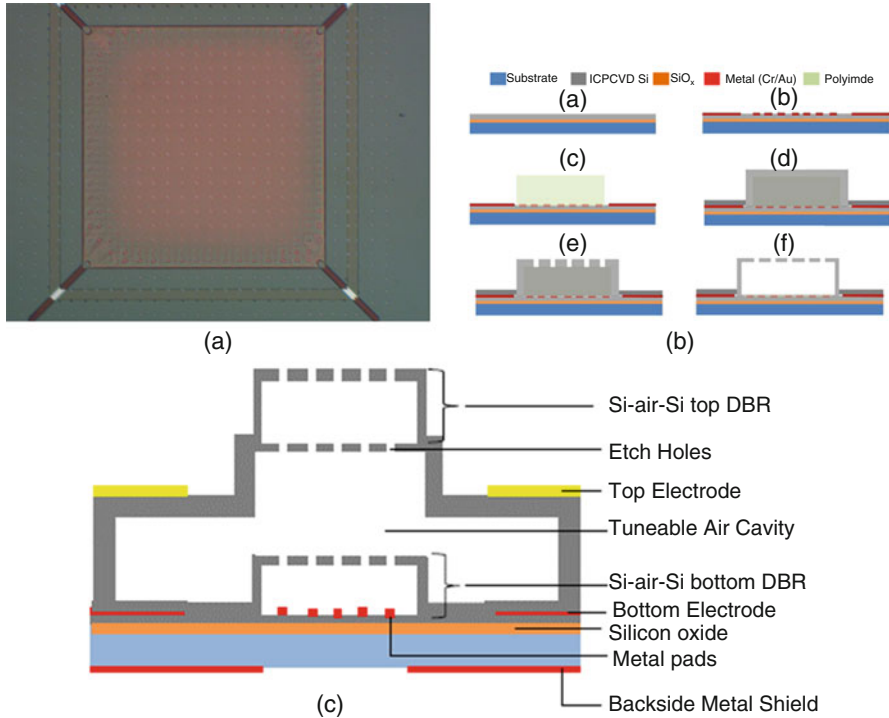 Substrate ICPCVD Si SiOx Metal (Cr/Au) Polyimde
(a) (b)
(c) (d)
(e) (f)
(a) (b)
Si-air-Si top DBR
Etch Holes
Top Electrode
Tuneable Air Cavity
Si-air-Si bottom DBR
Bottom Electrode
Silicon oxide
Metal pads
Backside Metal Shield
(c)